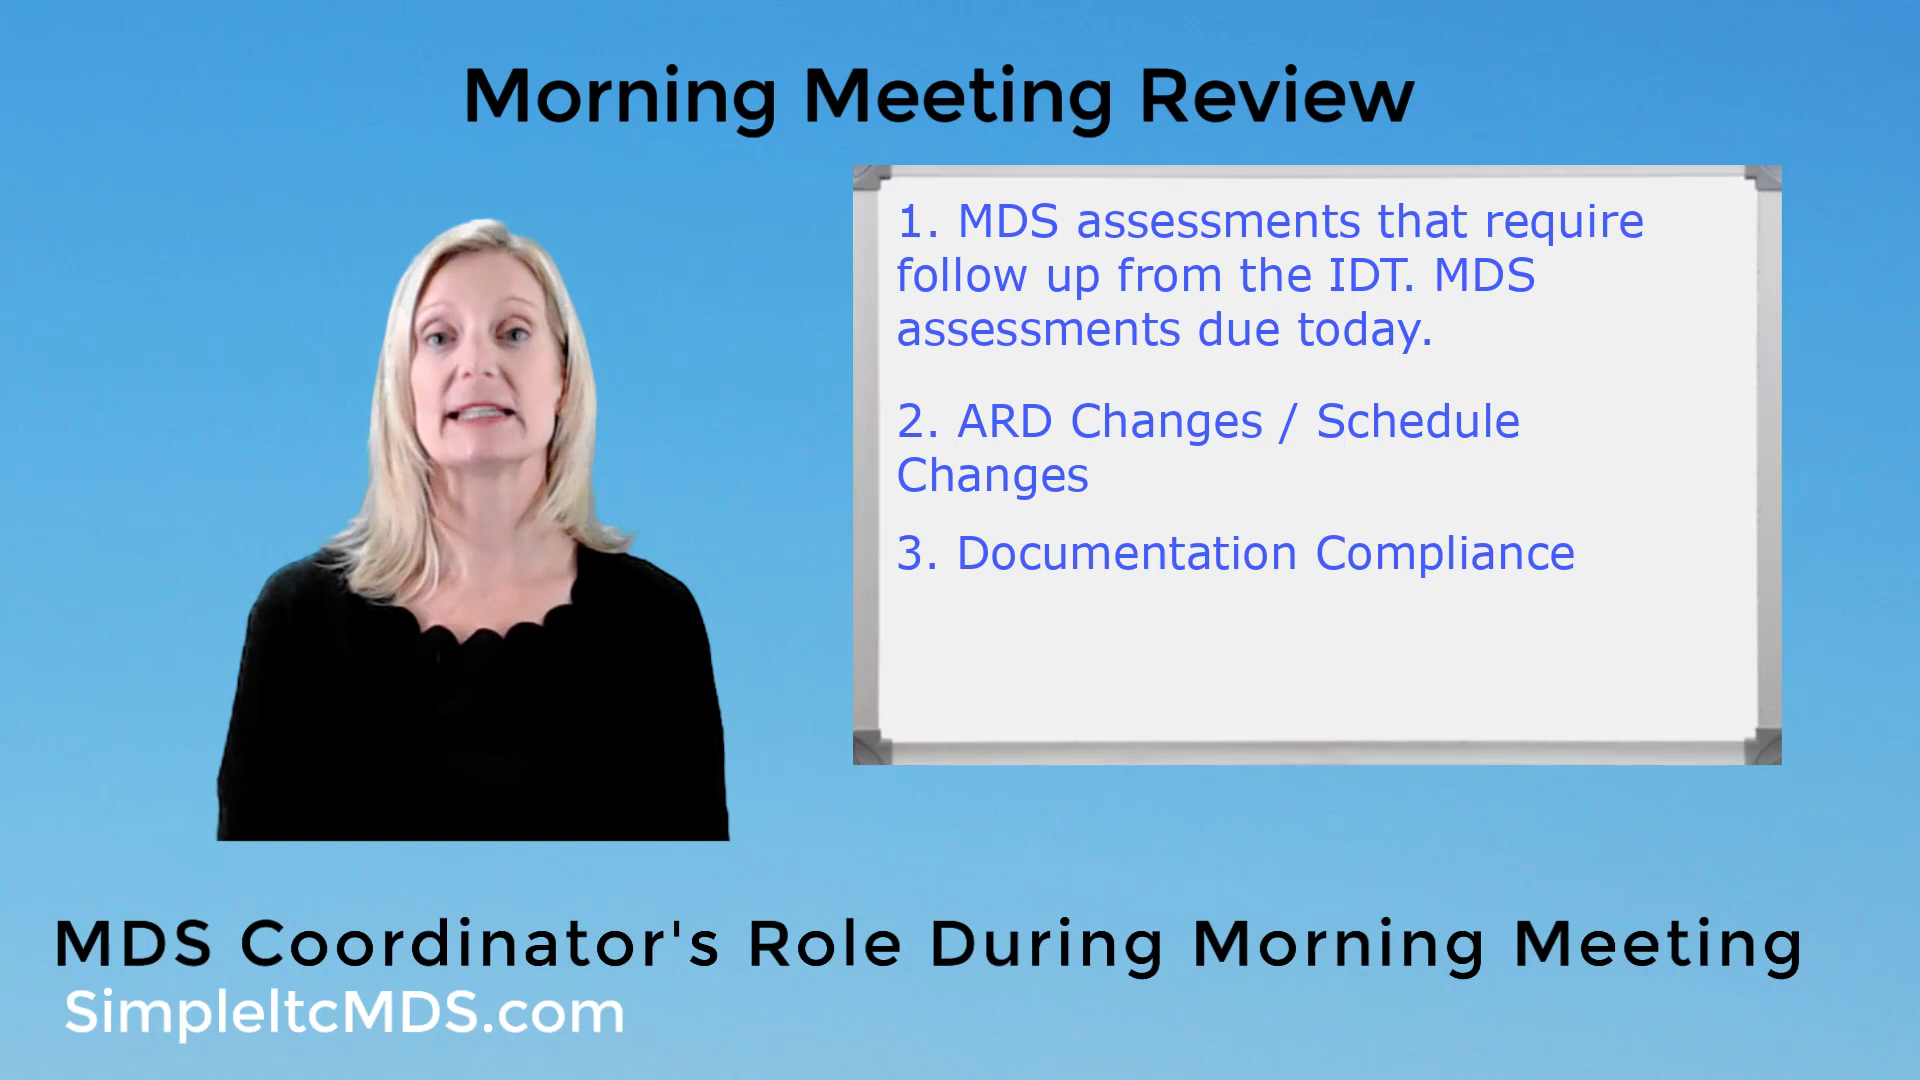 Morning Meeting Review
1. MDS assessments that require
follow up from the IDT. MDS
assessments due today.
2. ARD Changes / Schedule
Changes
3. Documentation Compliance
MDS Coordinator's Role During Morning Meeting
SimpleltcMDS.com